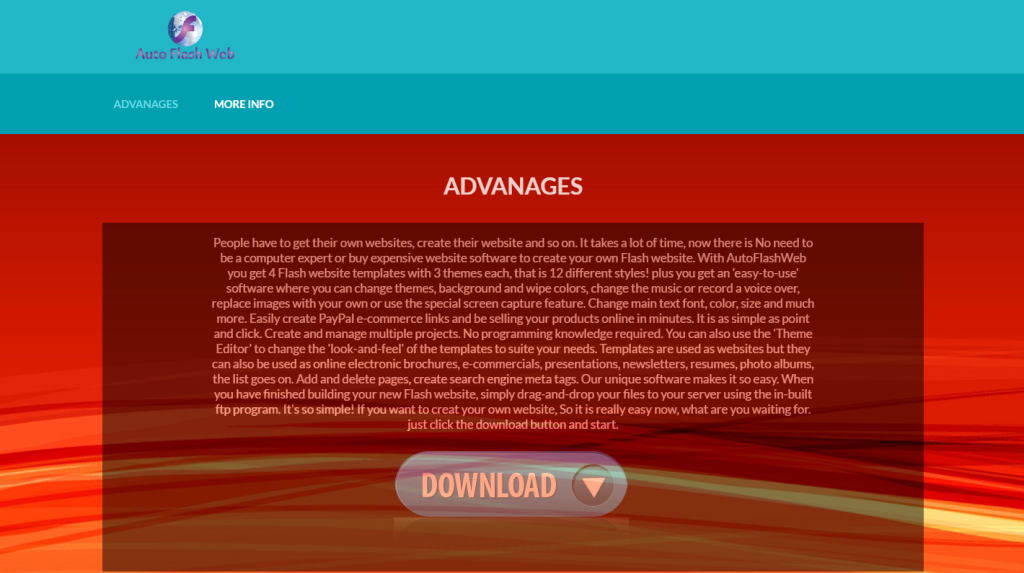 Auto Flash Web
ADVANAGES
MORE INFO
ADVANAGES
People have to get their own websites, create their website and so on. It takes a lot of time, now there is No need to
be a computer expert or buy expensive website software to create your own Flash website. With AutoFlashWeb
you get 4 Flash website templates with 3 themes each, that is 12 different styles! plus you get an 'easy-to-use'
software where you can change themes, background and wipe colors, change the music or record a voice over,
replace images with your own or use the special screen capture feature. Change main text font, color, size and much
more. Easily create PayPal e-commerce links and be selling your products online in minutes. It is as simple as point
and click. Create and manage multiple projects. No programming knowledge required. You can also use the 'Theme
Editor' to change the 'look-and-feel' of the templates to suite your needs. Templates are used as websites but they
can also be used as online electronic brochures, e-commercials, presentations, newsletters, resumes, photo albums,
the list goes on. Add and delete pages, create search engine meta tags. Our unique software makes it so easy. When
you have finished building your new Flash website, simply drag-and-drop your files to your server using the in-built
ftp program. It's so simple! If you want to creat your own website, So it is really easy now, what are you waiting for.
just click the download button and start.
DOWNLOAD